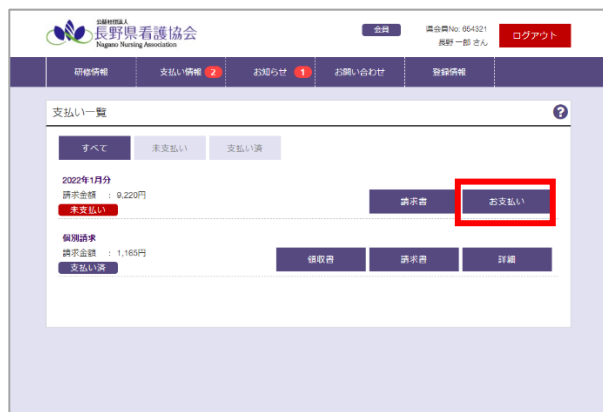 公益社団法人
長野県看護協会
Nagano Nursing Association
会員
県会員No: 654321
長野 一郎 さん
ログアウト
研修情報
支払い情報 2
お知らせ 1
お問い合わせ
登録情報
支払い一覧
?
すべて
未支払い
支払い済
2022年1月分
請求金額 : 9,220円
未支払い
請求書
お支払い
個別請求
請求金額 : 1,165円
支払い済
領収書
請求書
詳細